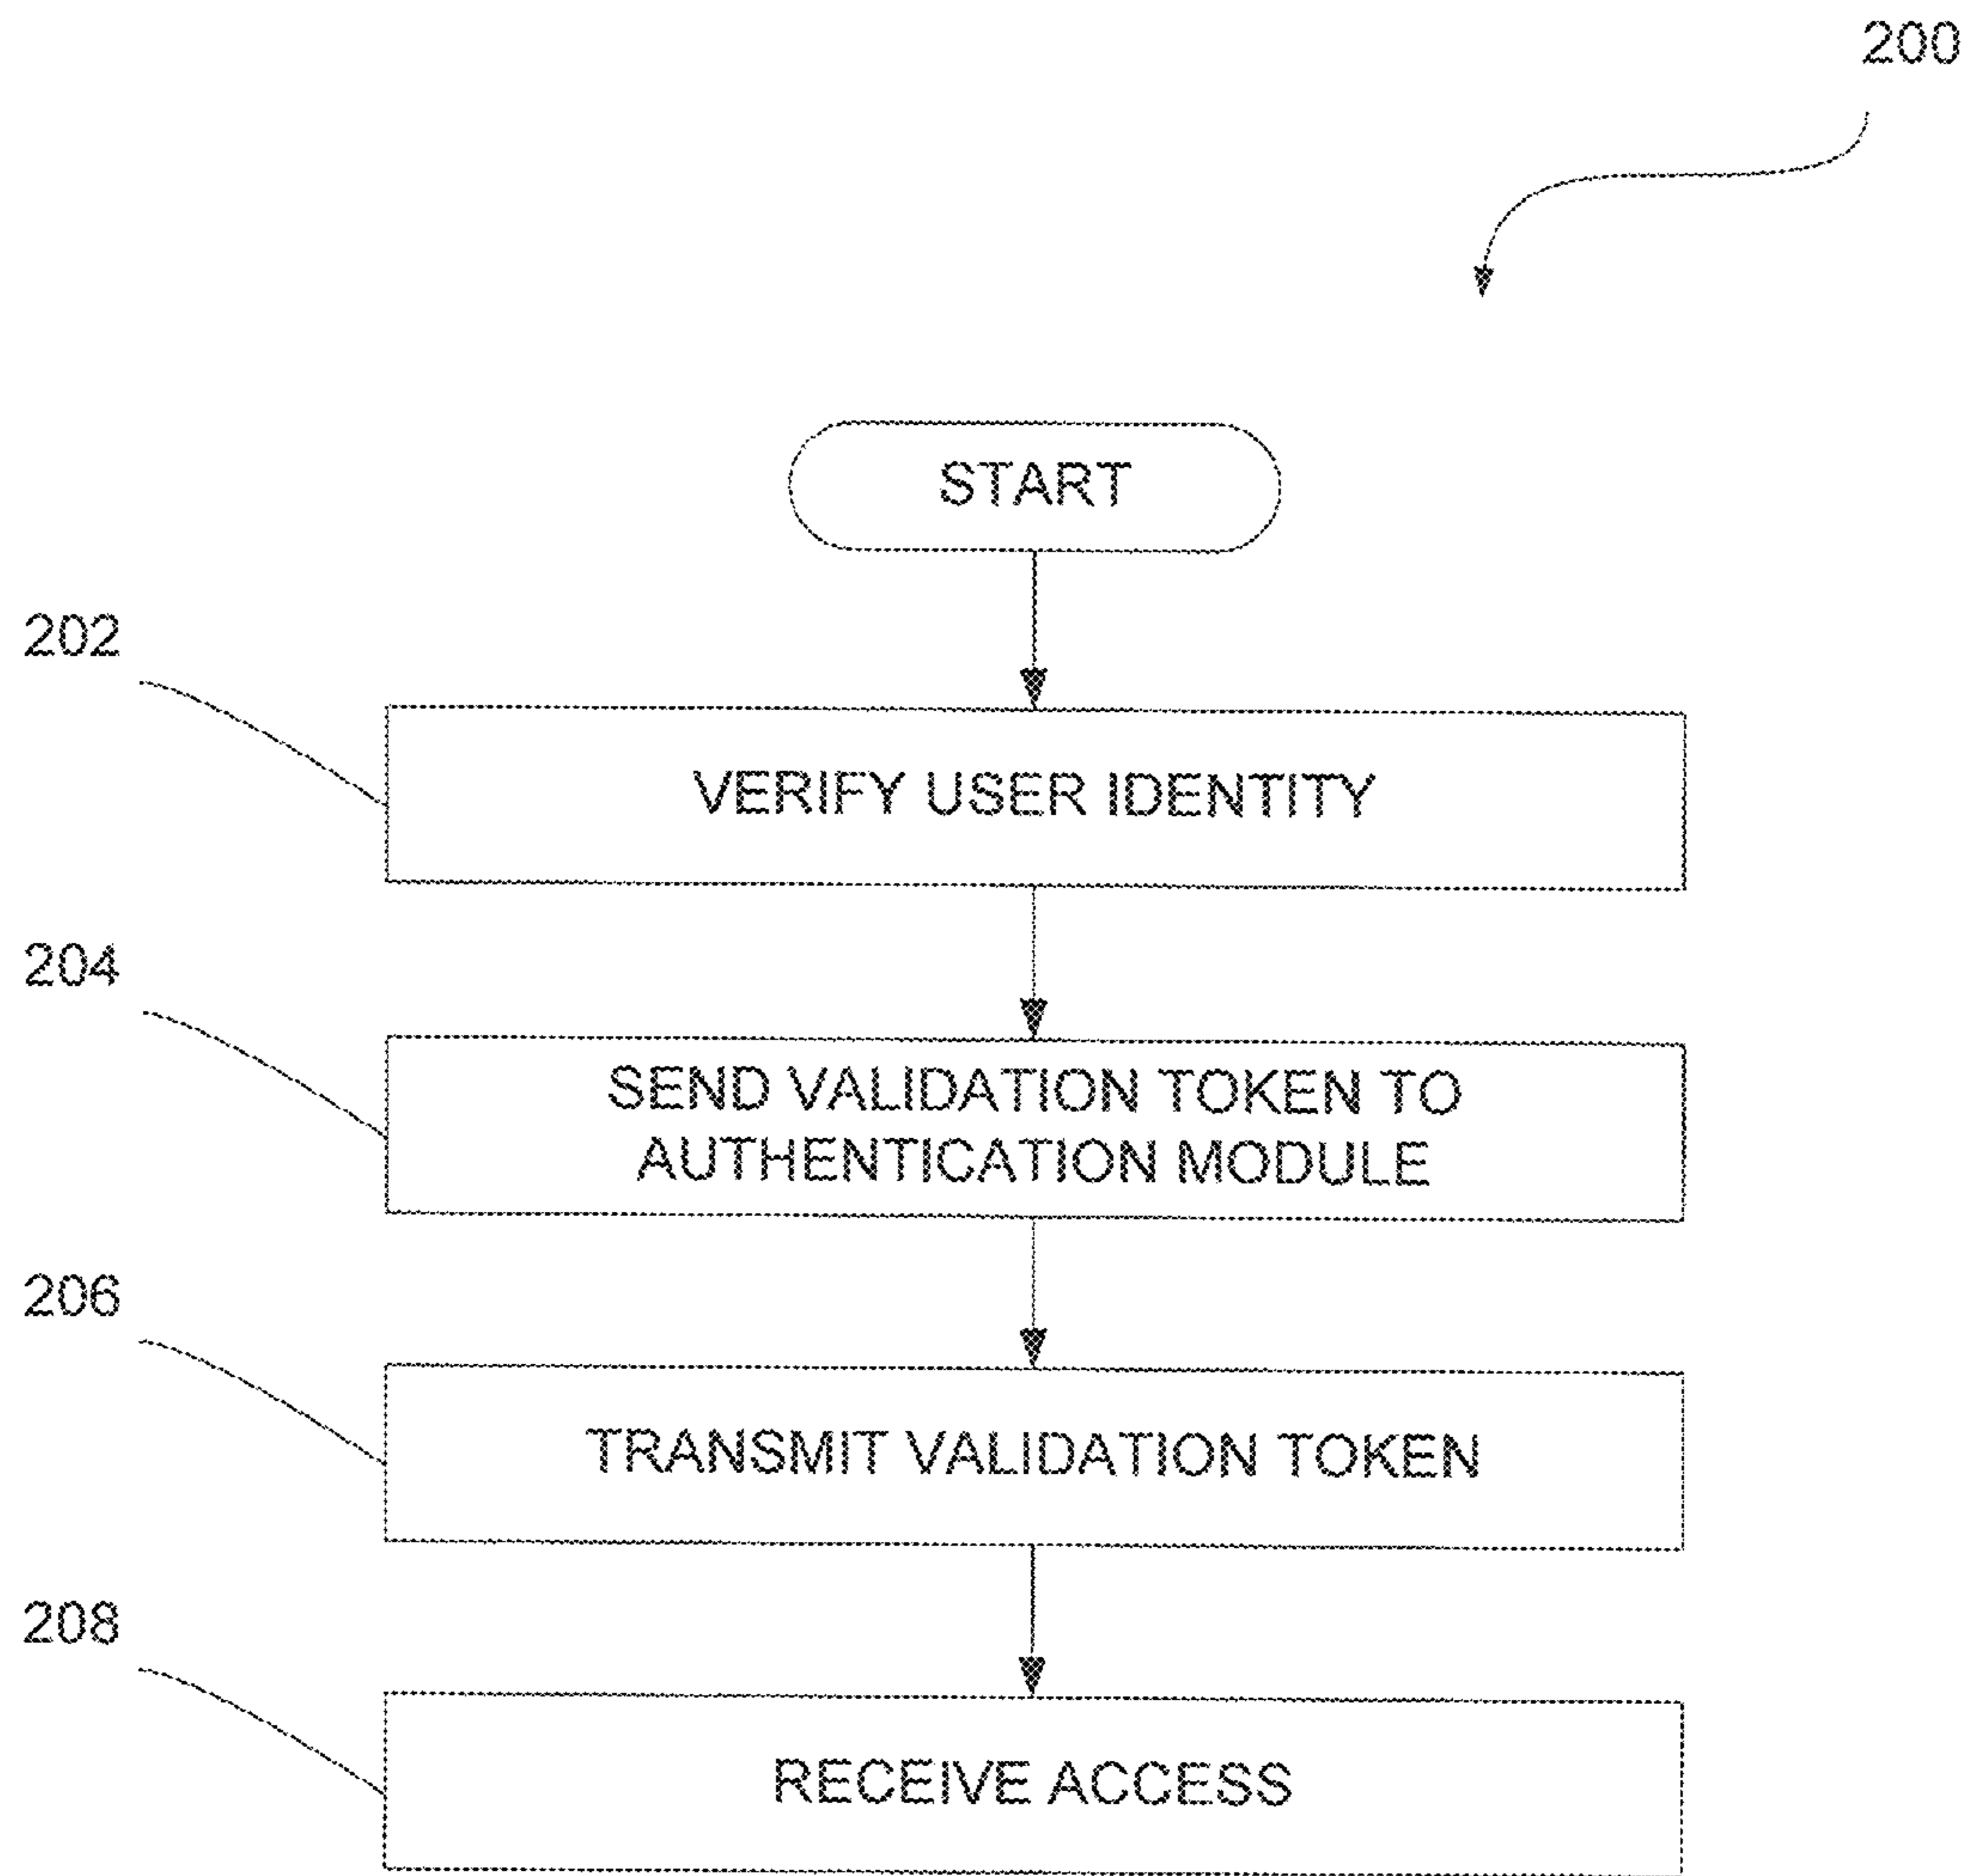 200
START
202
VERIFY USER IDENTITY
204
SEND VALIDATION TOKEN TO
AUTHENTICATION MODULE
206
TRANSMIT VALIDATION TOKEN
208
RECEIVE ACCESS